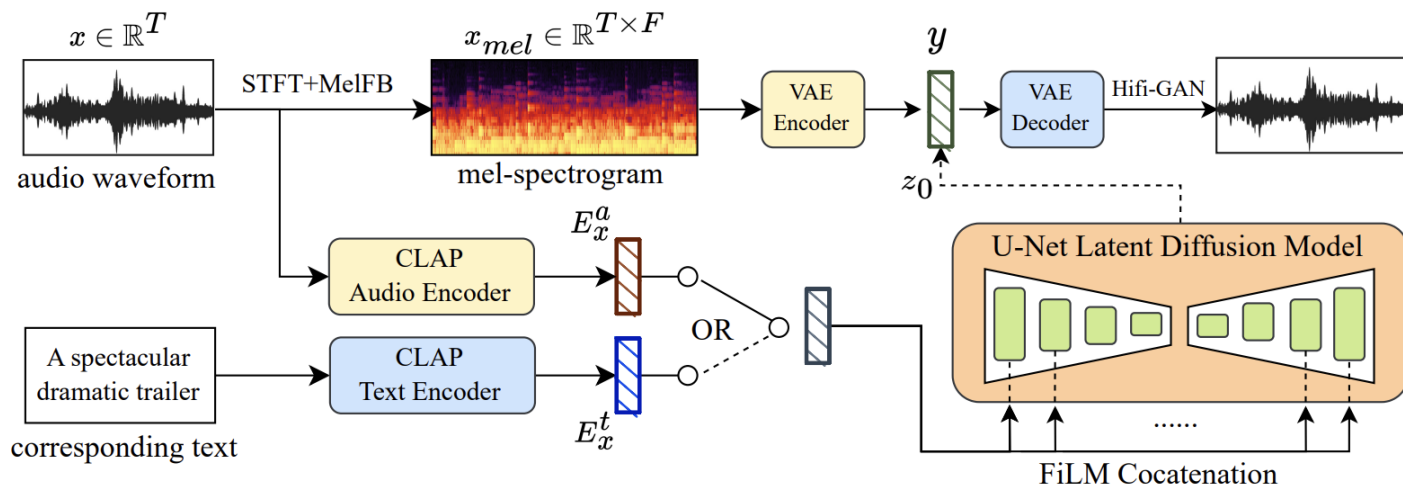 x ∈ ℝ^T
x_mel ∈ ℝ^{T×F}
y
STFT+MelFB
VAE
Encoder
VAE
Decoder
Hifi-GAN
audio waveform
mel-spectrogram
z_0
E_x^a
CLAP
Audio Encoder
OR
U-Net Latent Diffusion Model
A spectacular
dramatic trailer
CLAP
Text Encoder
E_x^t
corresponding text
......
FiLM Cocatenation